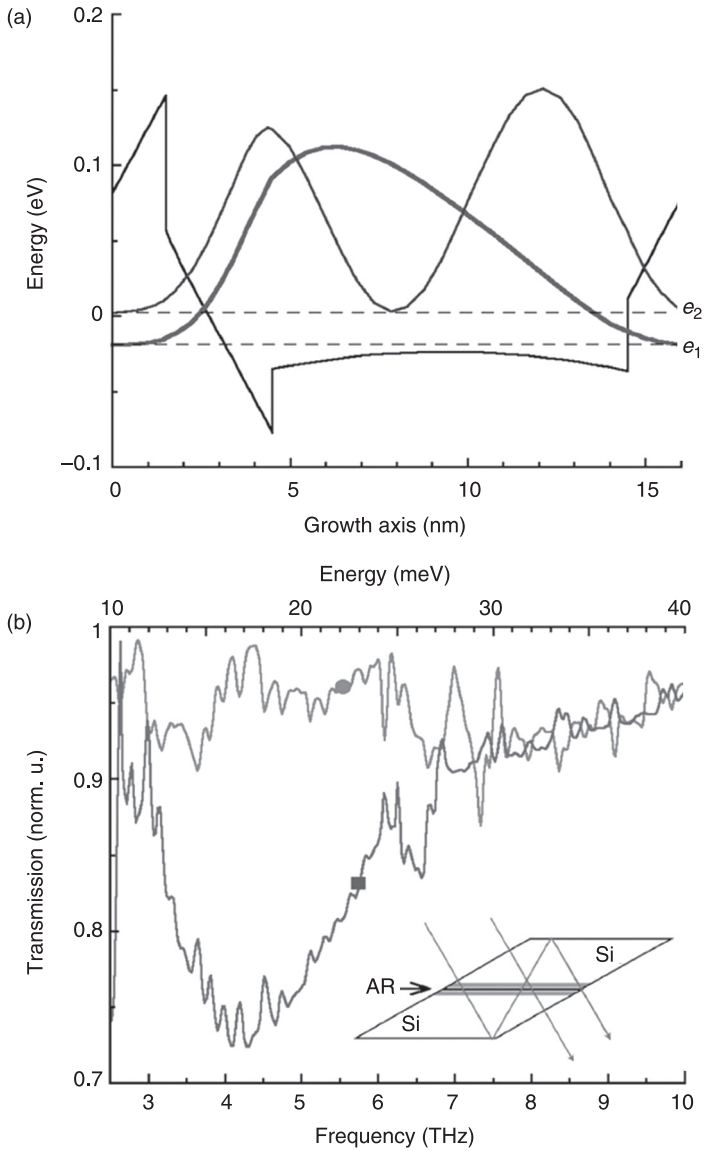 (a)
0.2
0.1
0
−0.1
Energy (eV)
e2
e1
0 5 10 15
Growth axis (nm)
Energy (meV)
(b)
10 20 30 40
1
0.9
0.8
0.7
Transmission (norm. u.)
Si
AR
Si
3 4 5 6 7 8 9 10
Frequency (THz)